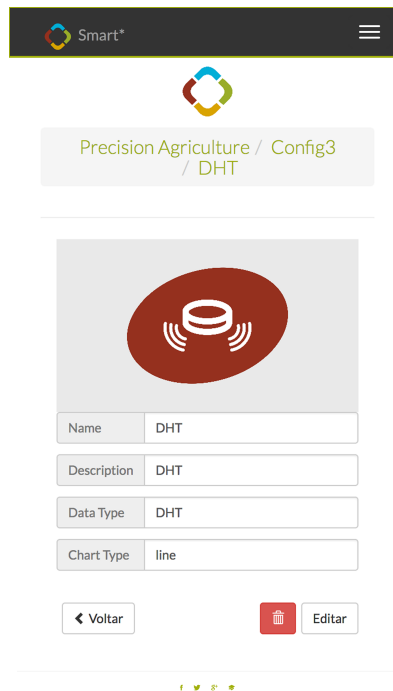 Smart*
Precision Agriculture / Config3
/ DHT
Name DHT
Description DHT
Data Type DHT
Chart Type line
Voltar Editar